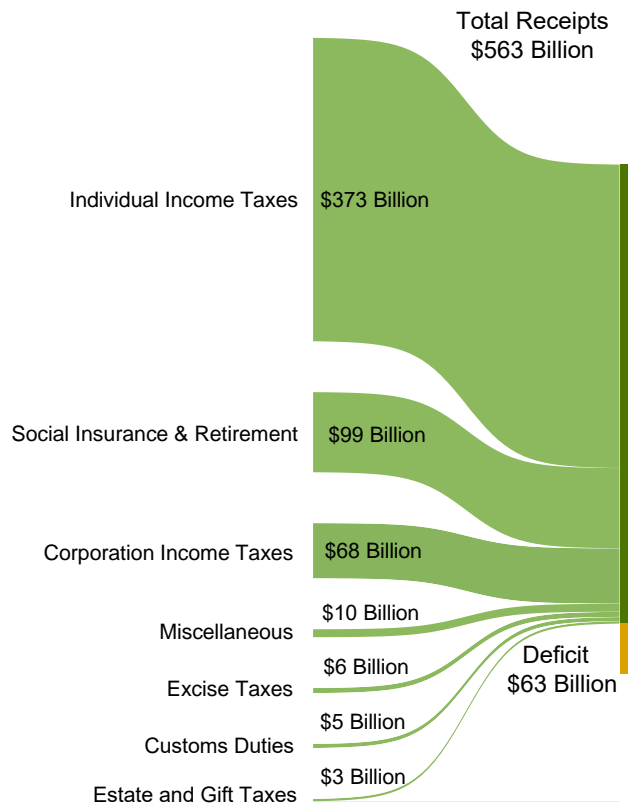 Total Receipts
$563 Billion
Individual Income Taxes $373 Billion
Social Insurance & Retirement $99 Billion
Corporation Income Taxes $68 Billion
$10 Billion
Miscellaneous
$6 Billion
Excise Taxes
Deficit
$63 Billion
$5 Billion
Customs Duties
$3 Billion
Estate and Gift Taxes